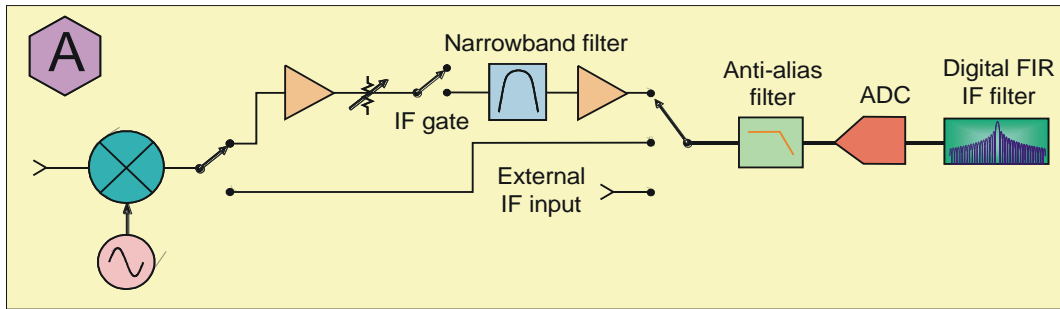 A
Narrowband filter
IF gate
External
IF input
Anti-alias
filter
ADC
Digital FIR
IF filter